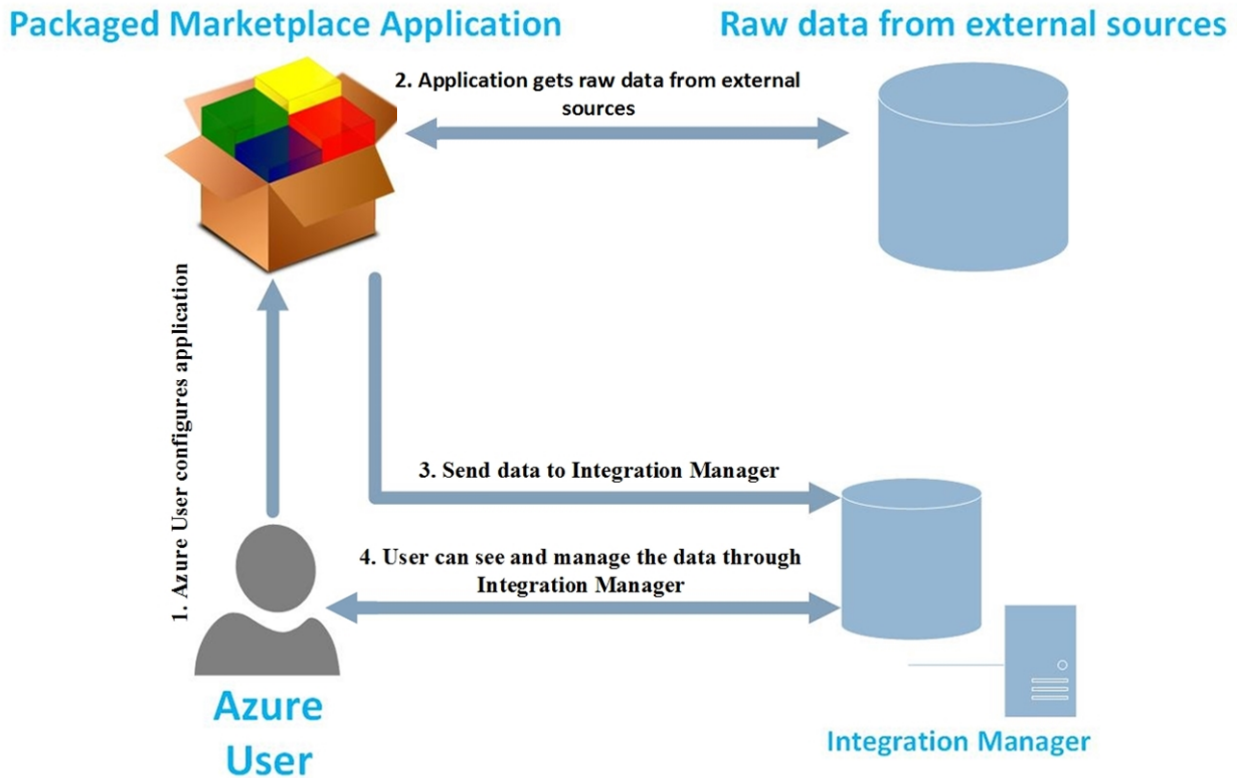 Packaged Marketplace Application
Raw data from external sources
2. Application gets raw data from external
sources
1. Azure User configures application
3. Send data to Integration Manager
4. User can see and manage the data through
Integration Manager
Azure
User
Integration Manager